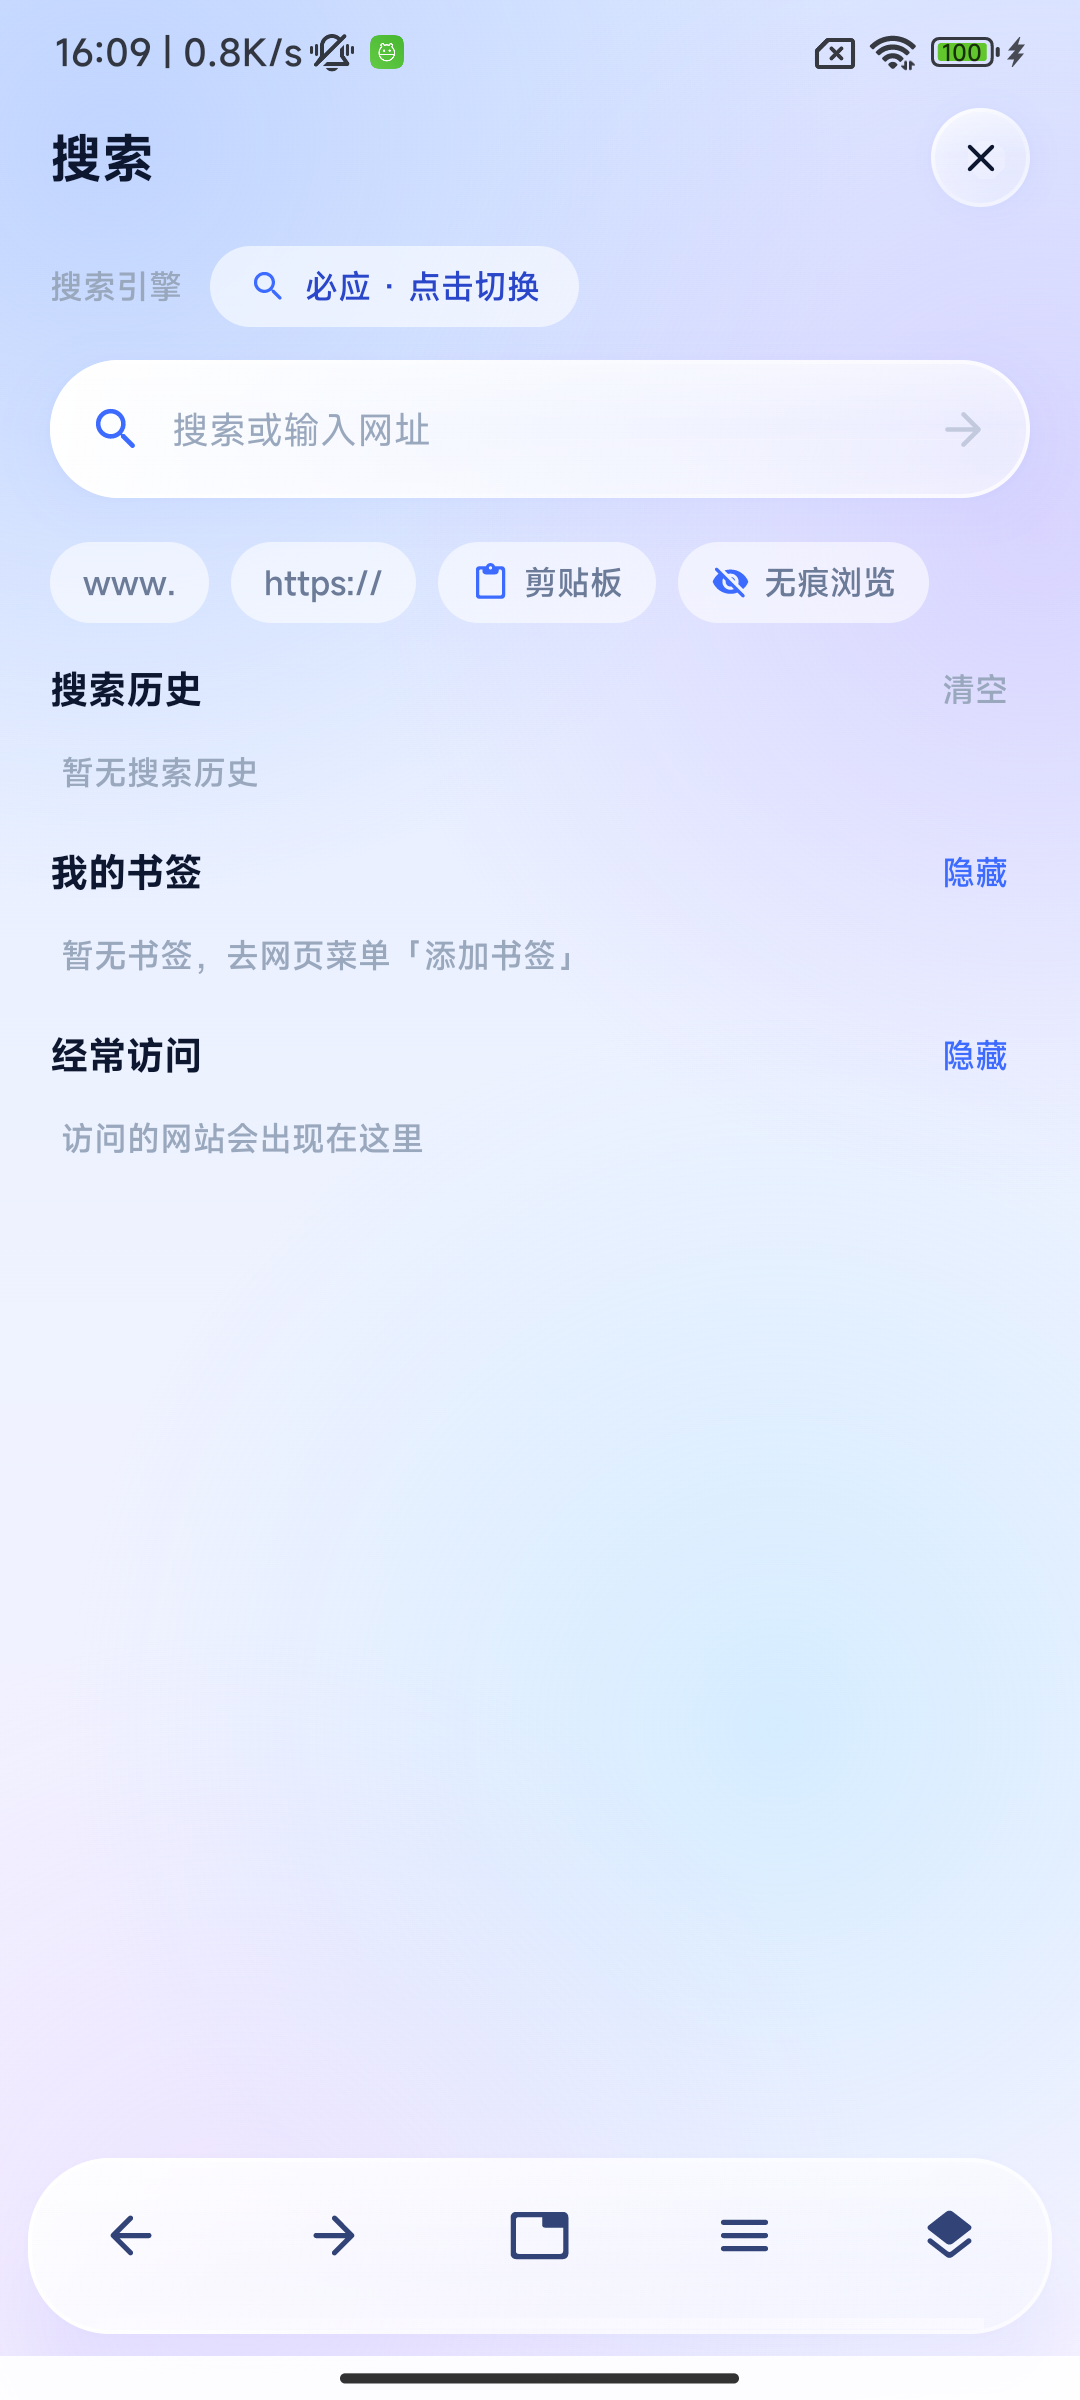 16:09 | 0.8K/s
100
搜索
搜索引擎
必应 · 点击切换
搜索或输入网址
www.
https://
剪贴板
无痕浏览
搜索历史
清空
暂无搜索历史
我的书签
隐藏
暂无书签，去网页菜单「添加书签」
经常访问
隐藏
访问的网站会出现在这里